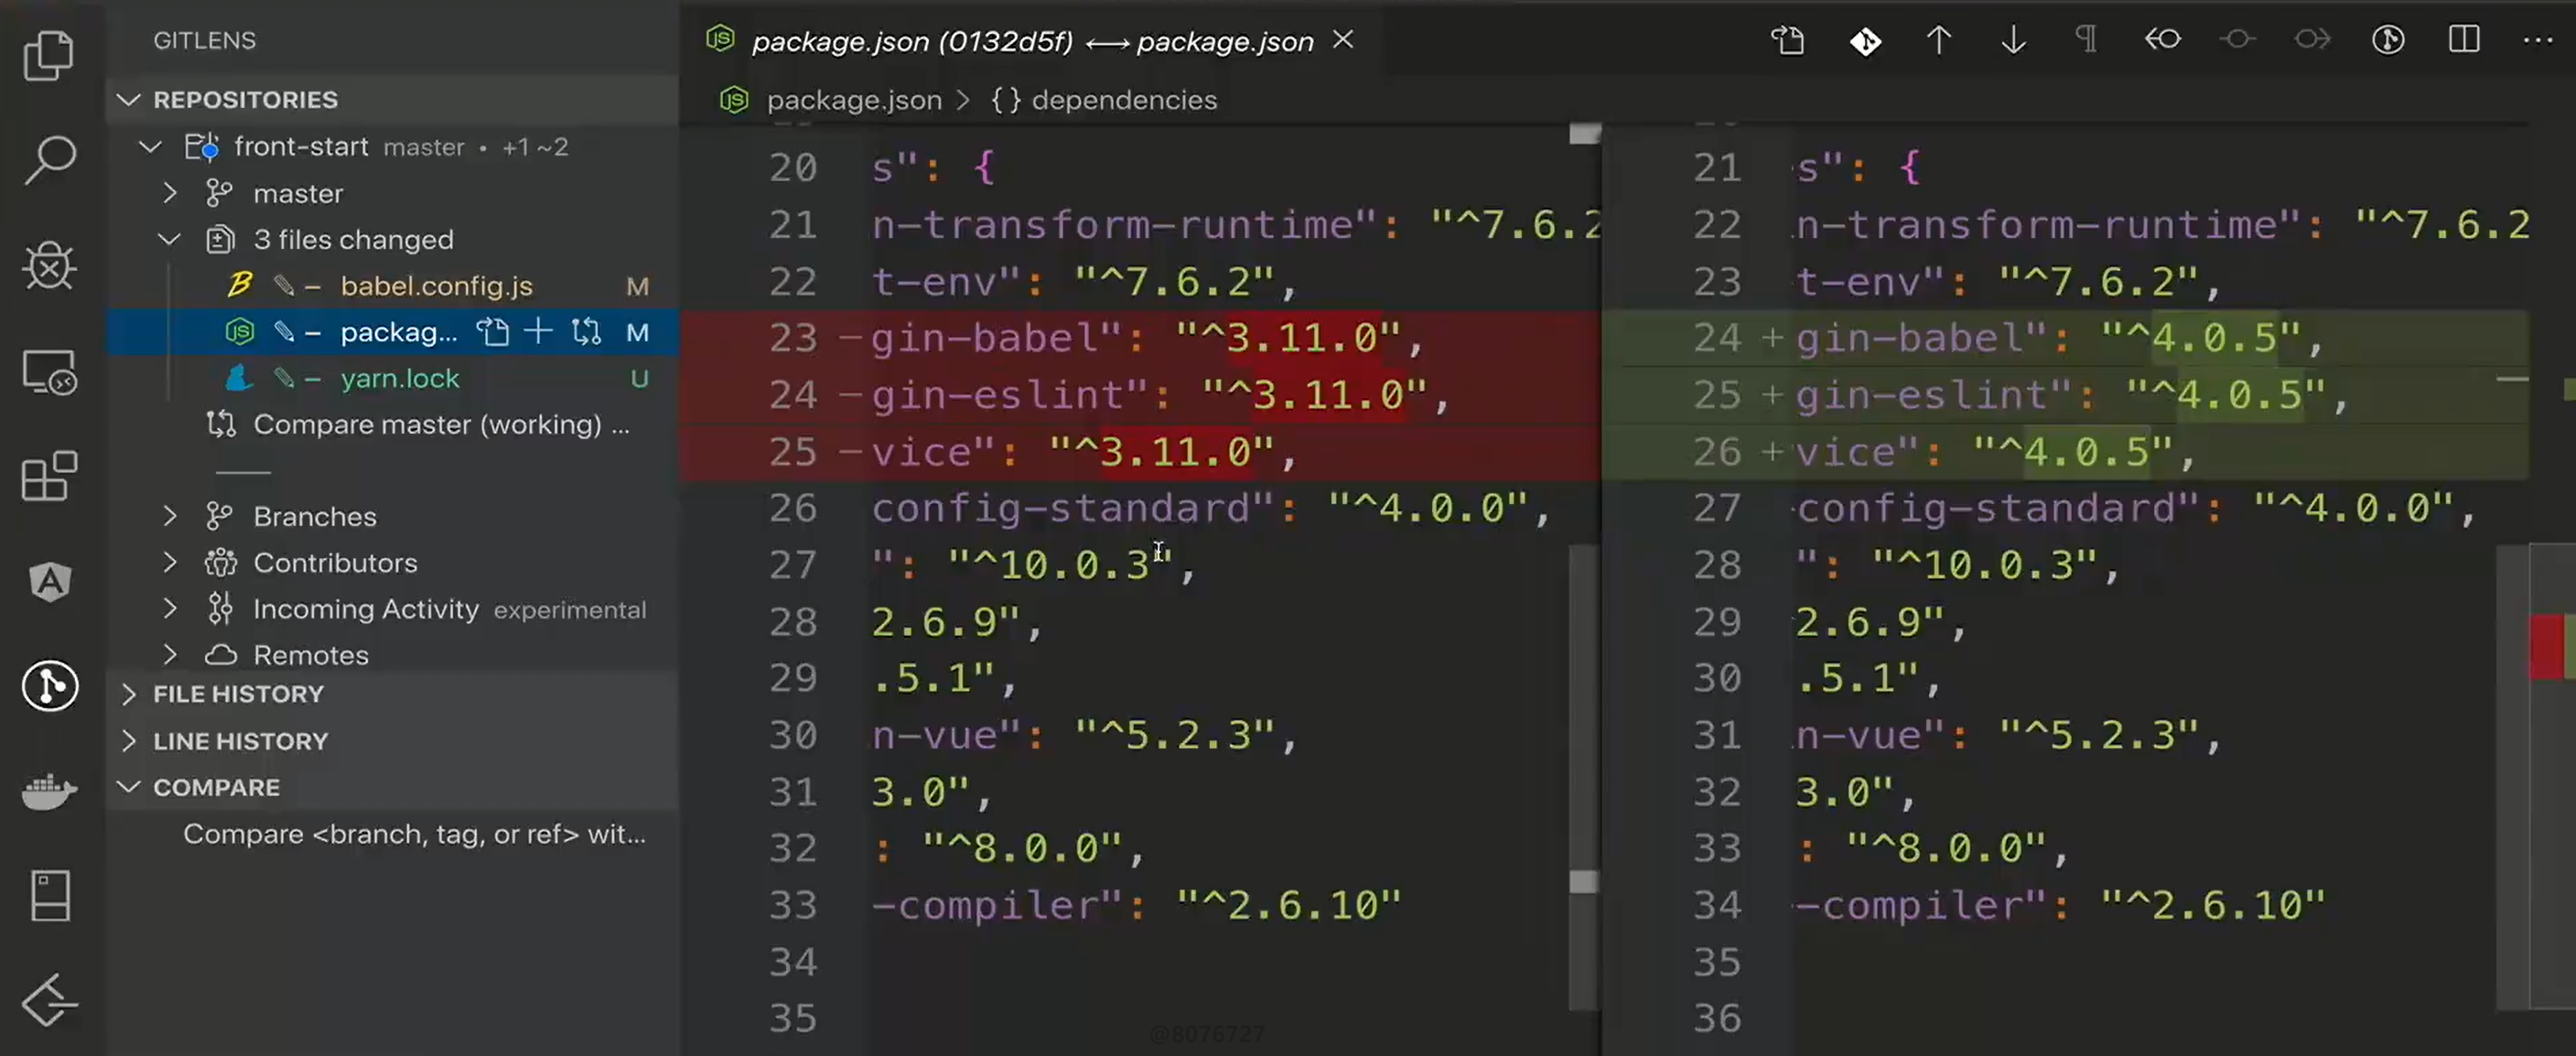 GITLENS
REPOSITORIES
front-start master • +1 ~2
master
3 files changed
babel.config.js M
packag... M
yarn.lock U
Compare master (working) ...
Branches
Contributors
Incoming Activity experimental
Remotes
FILE HISTORY
LINE HISTORY
COMPARE
Compare <branch, tag, or ref> wit...
package.json (0132d5f) ⟷ package.json
package.json > {} dependencies
20 s": {
21 n-transform-runtime": "^7.6.2
22 t-env": "^7.6.2",
23 − gin-babel": "^3.11.0",
24 − gin-eslint": "^3.11.0",
25 − vice": "^3.11.0",
26 config-standard": "^4.0.0",
27 ": "^10.0.3",
28 2.6.9",
29 .5.1",
30 n-vue": "^5.2.3",
31 3.0",
32 : "^8.0.0",
33 -compiler": "^2.6.10"
34
35
21 s": {
22 n-transform-runtime": "^7.6.2
23 t-env": "^7.6.2",
24 + gin-babel": "^4.0.5",
25 + gin-eslint": "^4.0.5",
26 + vice": "^4.0.5",
27 config-standard": "^4.0.0",
28 ": "^10.0.3",
29 2.6.9",
30 .5.1",
31 n-vue": "^5.2.3",
32 3.0",
33 : "^8.0.0",
34 -compiler": "^2.6.10"
35
36
@8076727